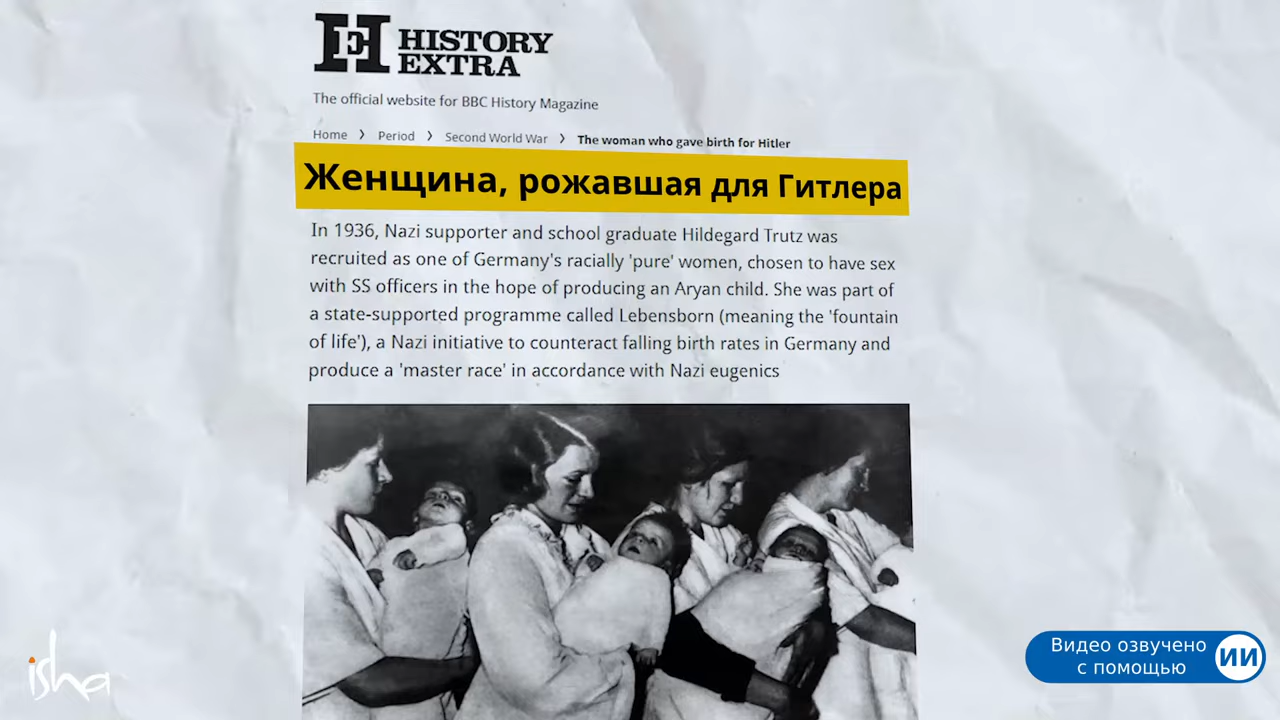 HE HISTORY
EXTRA
The official website for BBC History Magazine
Home > Period > Second World War > The woman who gave birth for Hitler
Женщина, рожавшая для Гитлера
In 1936, Nazi supporter and school graduate Hildegard Trutz was
recruited as one of Germany's racially 'pure' women, chosen to have sex
with SS officers in the hope of producing an Aryan child. She was part of
a state-supported programme called Lebensborn (meaning the 'fountain
of life'), a Nazi initiative to counteract falling birth rates in Germany and
produce a 'master race' in accordance with Nazi eugenics
isha
Видео озвучено
с помощью ИИ